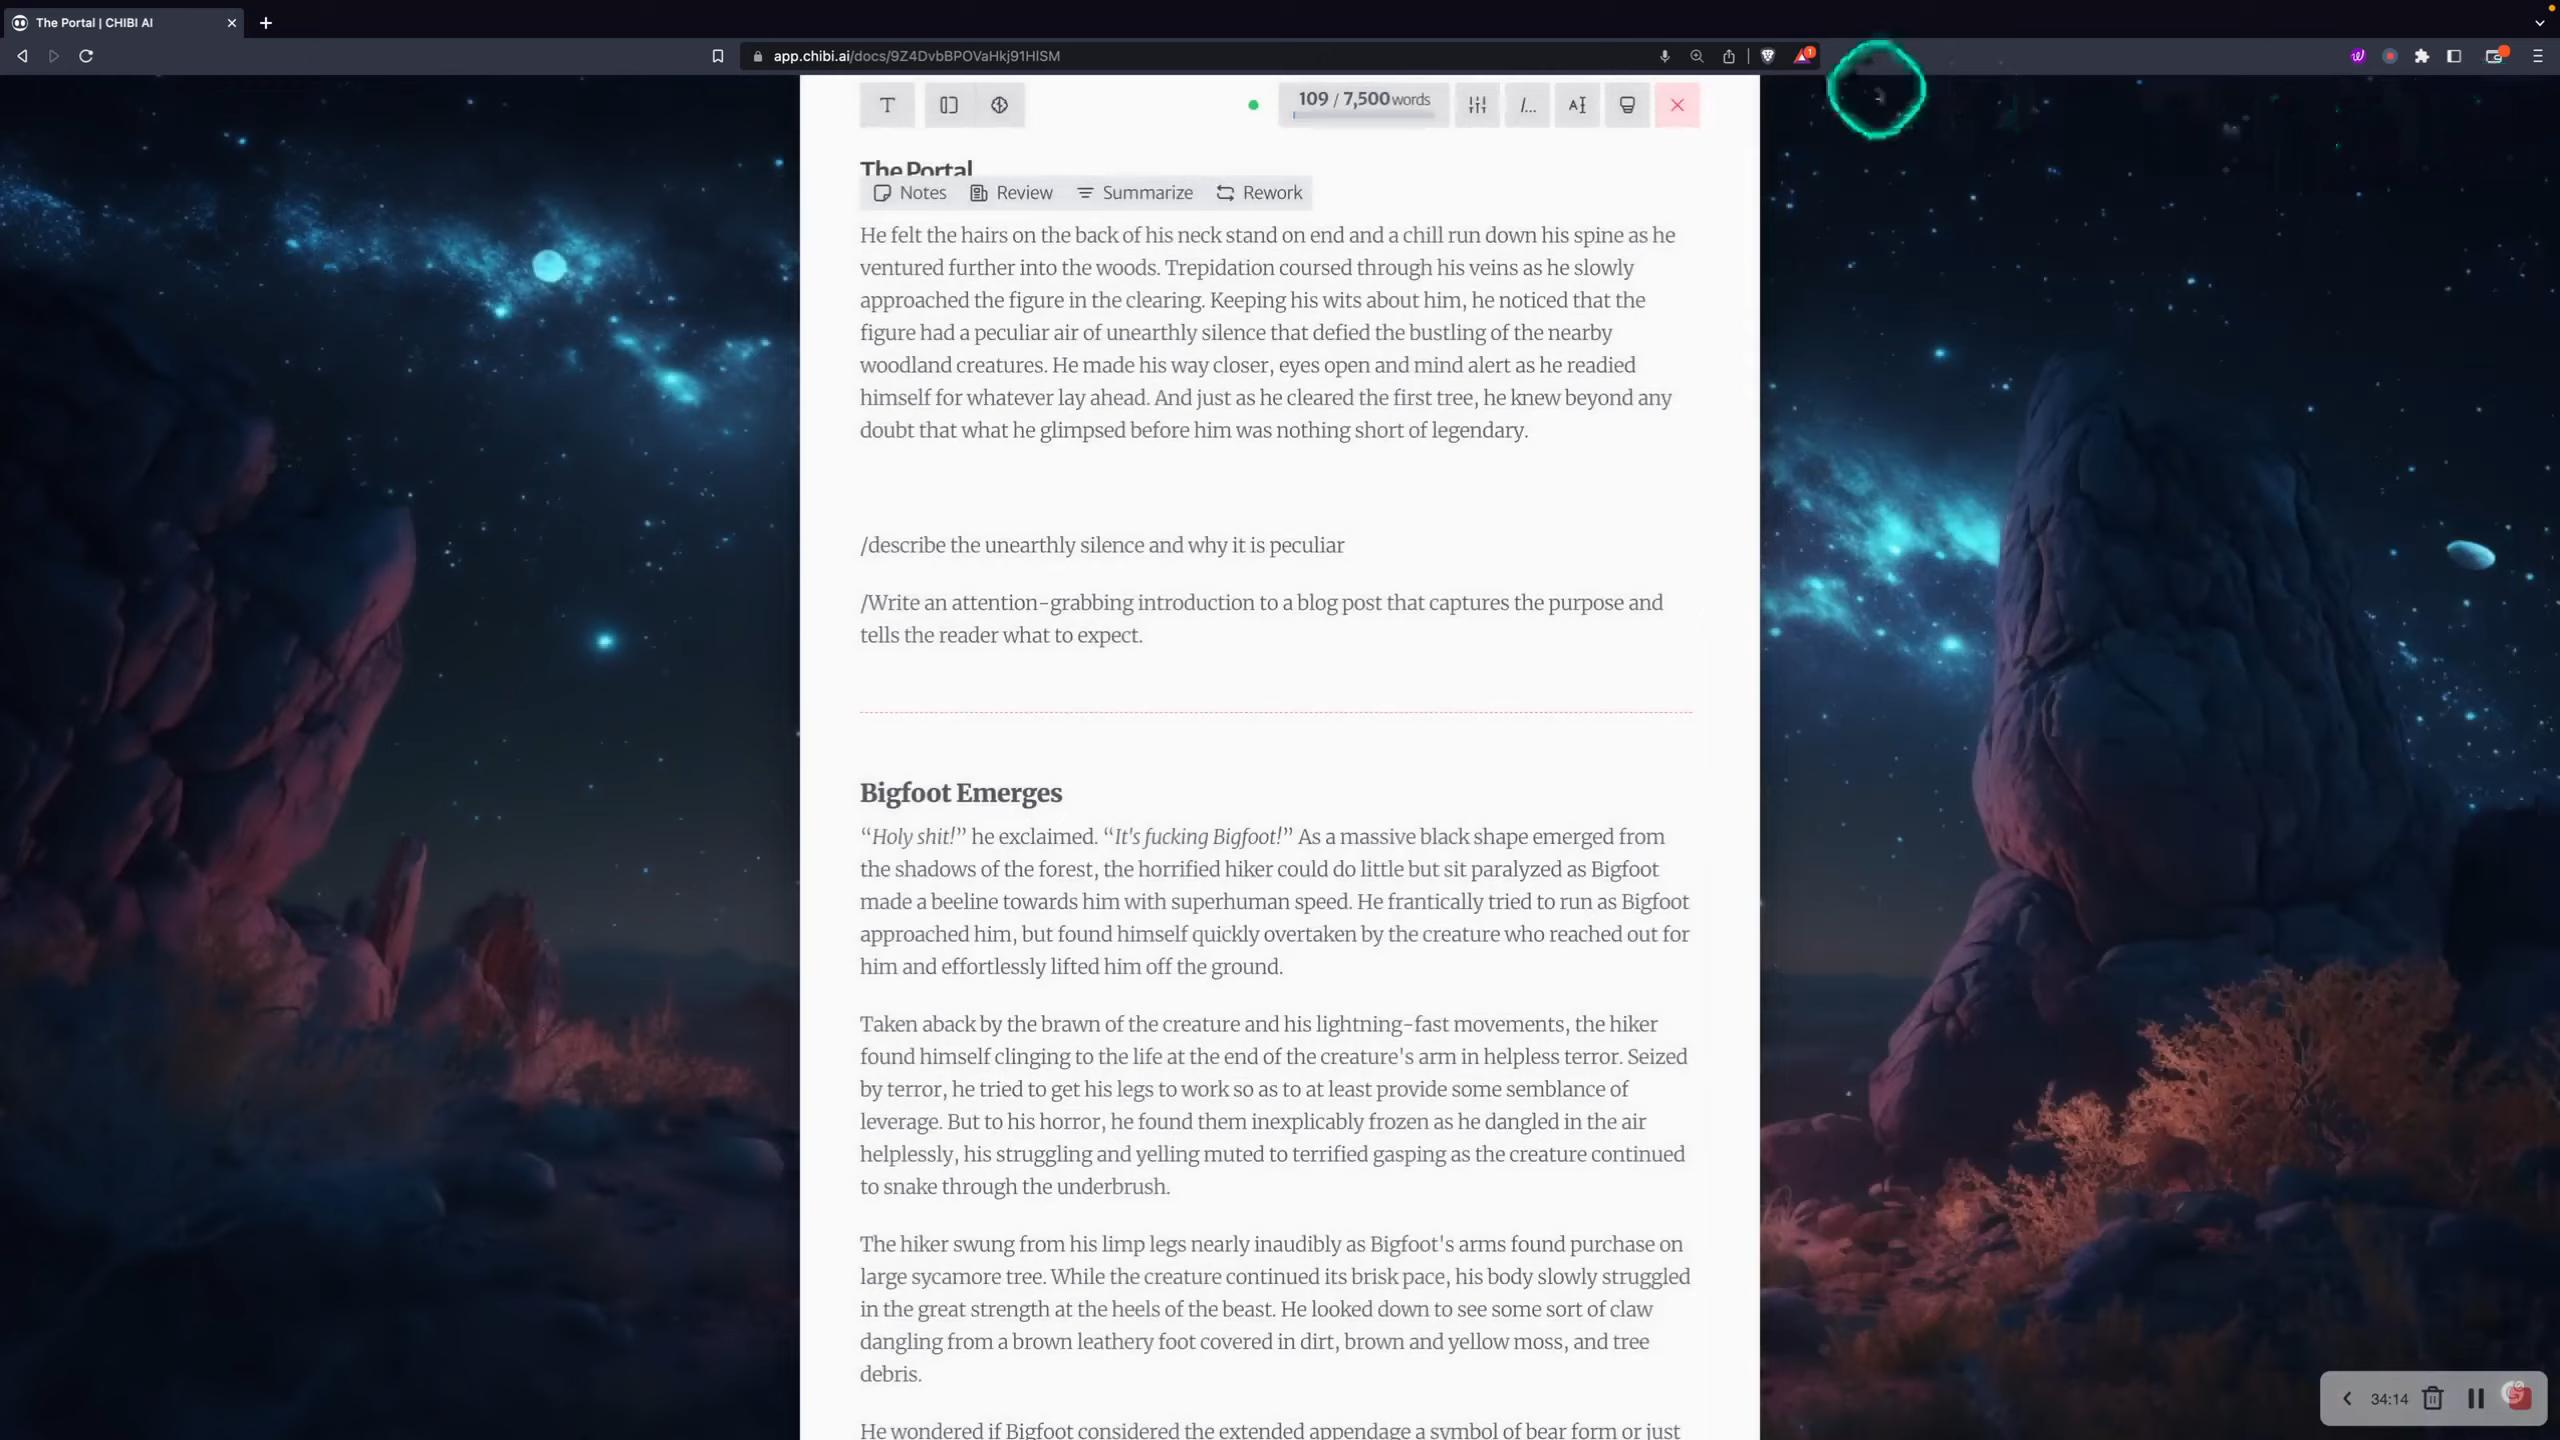 The Portal | CHIBI AI
app.chibi.ai/docs/9Z4DvbBPOVaHkj91HISM
1
T
109 / 7,500 words
/...
AI
The Portal
Notes Review Summarize Rework
He felt the hairs on the back of his neck stand on end and a chill run down his spine as he
ventured further into the woods. Trepidation coursed through his veins as he slowly
approached the figure in the clearing. Keeping his wits about him, he noticed that the
figure had a peculiar air of unearthly silence that defied the bustling of the nearby
woodland creatures. He made his way closer, eyes open and mind alert as he readied
himself for whatever lay ahead. And just as he cleared the first tree, he knew beyond any
doubt that what he glimpsed before him was nothing short of legendary.
/describe the unearthly silence and why it is peculiar
/Write an attention-grabbing introduction to a blog post that captures the purpose and
tells the reader what to expect.
Bigfoot Emerges
“Holy shit!” he exclaimed. “It's fucking Bigfoot!” As a massive black shape emerged from
the shadows of the forest, the horrified hiker could do little but sit paralyzed as Bigfoot
made a beeline towards him with superhuman speed. He frantically tried to run as Bigfoot
approached him, but found himself quickly overtaken by the creature who reached out for
him and effortlessly lifted him off the ground.
Taken aback by the brawn of the creature and his lightning-fast movements, the hiker
found himself clinging to the life at the end of the creature's arm in helpless terror. Seized
by terror, he tried to get his legs to work so as to at least provide some semblance of
leverage. But to his horror, he found them inexplicably frozen as he dangled in the air
helplessly, his struggling and yelling muted to terrified gasping as the creature continued
to snake through the underbrush.
The hiker swung from his limp legs nearly inaudibly as Bigfoot's arms found purchase on
large sycamore tree. While the creature continued its brisk pace, his body slowly struggled
in the great strength at the heels of the beast. He looked down to see some sort of claw
dangling from a brown leathery foot covered in dirt, brown and yellow moss, and tree
debris.
He wondered if Bigfoot considered the extended appendage a symbol of bear form or just
34:14